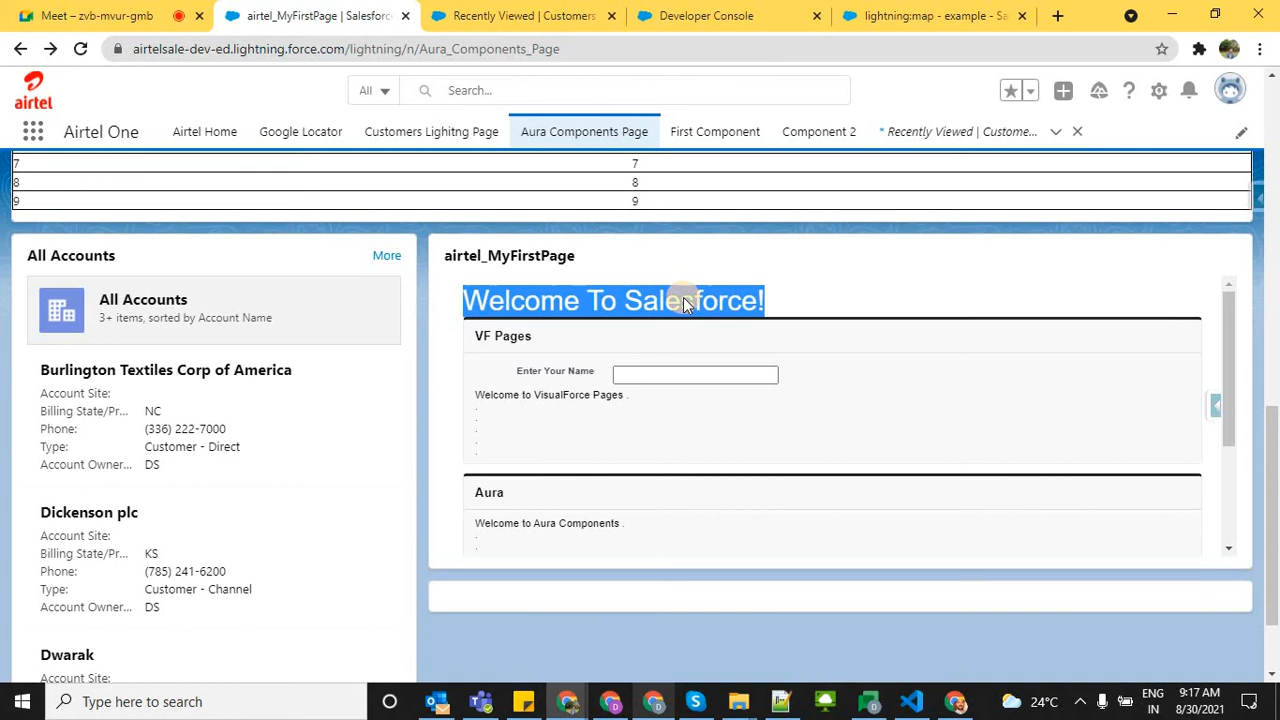 Meet – zvb-mvur-gmb
airtel_MyFirstPage | Salesforc
Recently Viewed | Customers
Developer Console
lightning:map - example - Sa
airtelsale-dev-ed.lightning.force.com/lightning/n/Aura_Components_Page
airtel
All
Search...
Airtel One
Airtel Home
Google Locator
Customers Lighitng Page
Aura Components Page
First Component
Component 2
* Recently Viewed | Custome...
7 7
8 8
9 9
All Accounts
More
All Accounts
3+ items, sorted by Account Name
Burlington Textiles Corp of America
Account Site:
Billing State/Pr... NC
Phone: (336) 222-7000
Type: Customer - Direct
Account Owner... DS
Dickenson plc
Account Site:
Billing State/Pr... KS
Phone: (785) 241-6200
Type: Customer - Channel
Account Owner... DS
Dwarak
Account Site:
airtel_MyFirstPage
Welcome To Salesforce!
VF Pages
Enter Your Name
Welcome to VisualForce Pages .
.
.
.
.
.
Aura
Welcome to Aura Components .
.
.
Type here to search
24°C
ENG
IN
9:17 AM
8/30/2021